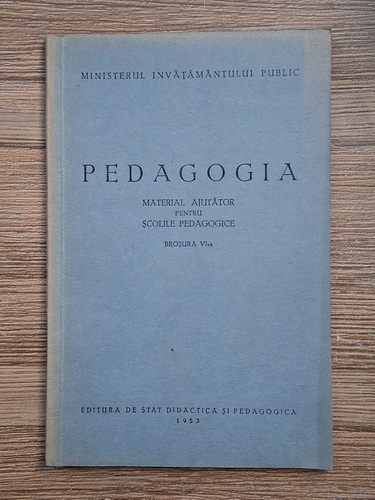 MINISTERUL INVĂȚĂMÂNTULUI PUBLIC
PEDAGOGIA
MATERIAL AJUTĂTOR
PENTRU
ȘCOLILE PEDAGOGICE
BROȘURA VI-a
EDITURA DE STAT DIDACTICĂ ȘI PEDAGOGICĂ
1953